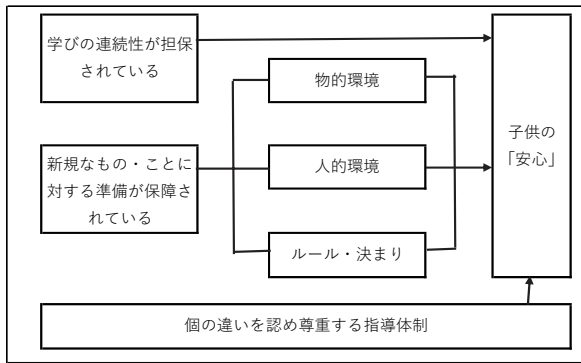 学びの連続性が担保
されている
物的環境
子供の
「安心」
新規なもの・ことに
対する準備が保障さ
れている
人的環境
ルール・決まり
個の違いを認め尊重する指導体制